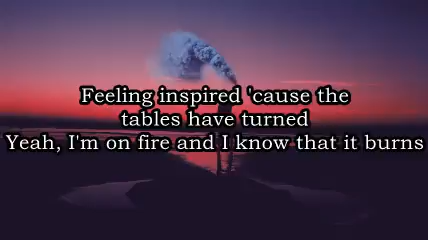 Feeling inspired 'cause the
tables have turned
Yeah, I'm on fire and I know that it burns